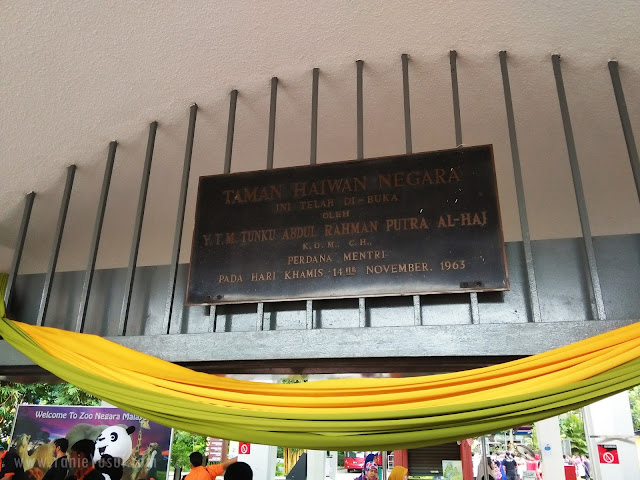 TAMAN HAIWAN NEGARA
INI TELAH DI-BUKA
OLEH
Y.T.M. TUNKU ABDUL RAHMAN PUTRA AL-HAJ
K.O.M., C.H.,
PERDANA MENTRI
PADA HARI KHAMIS 14HB NOVEMBER, 1963
Welcome To Zoo Negara Malay